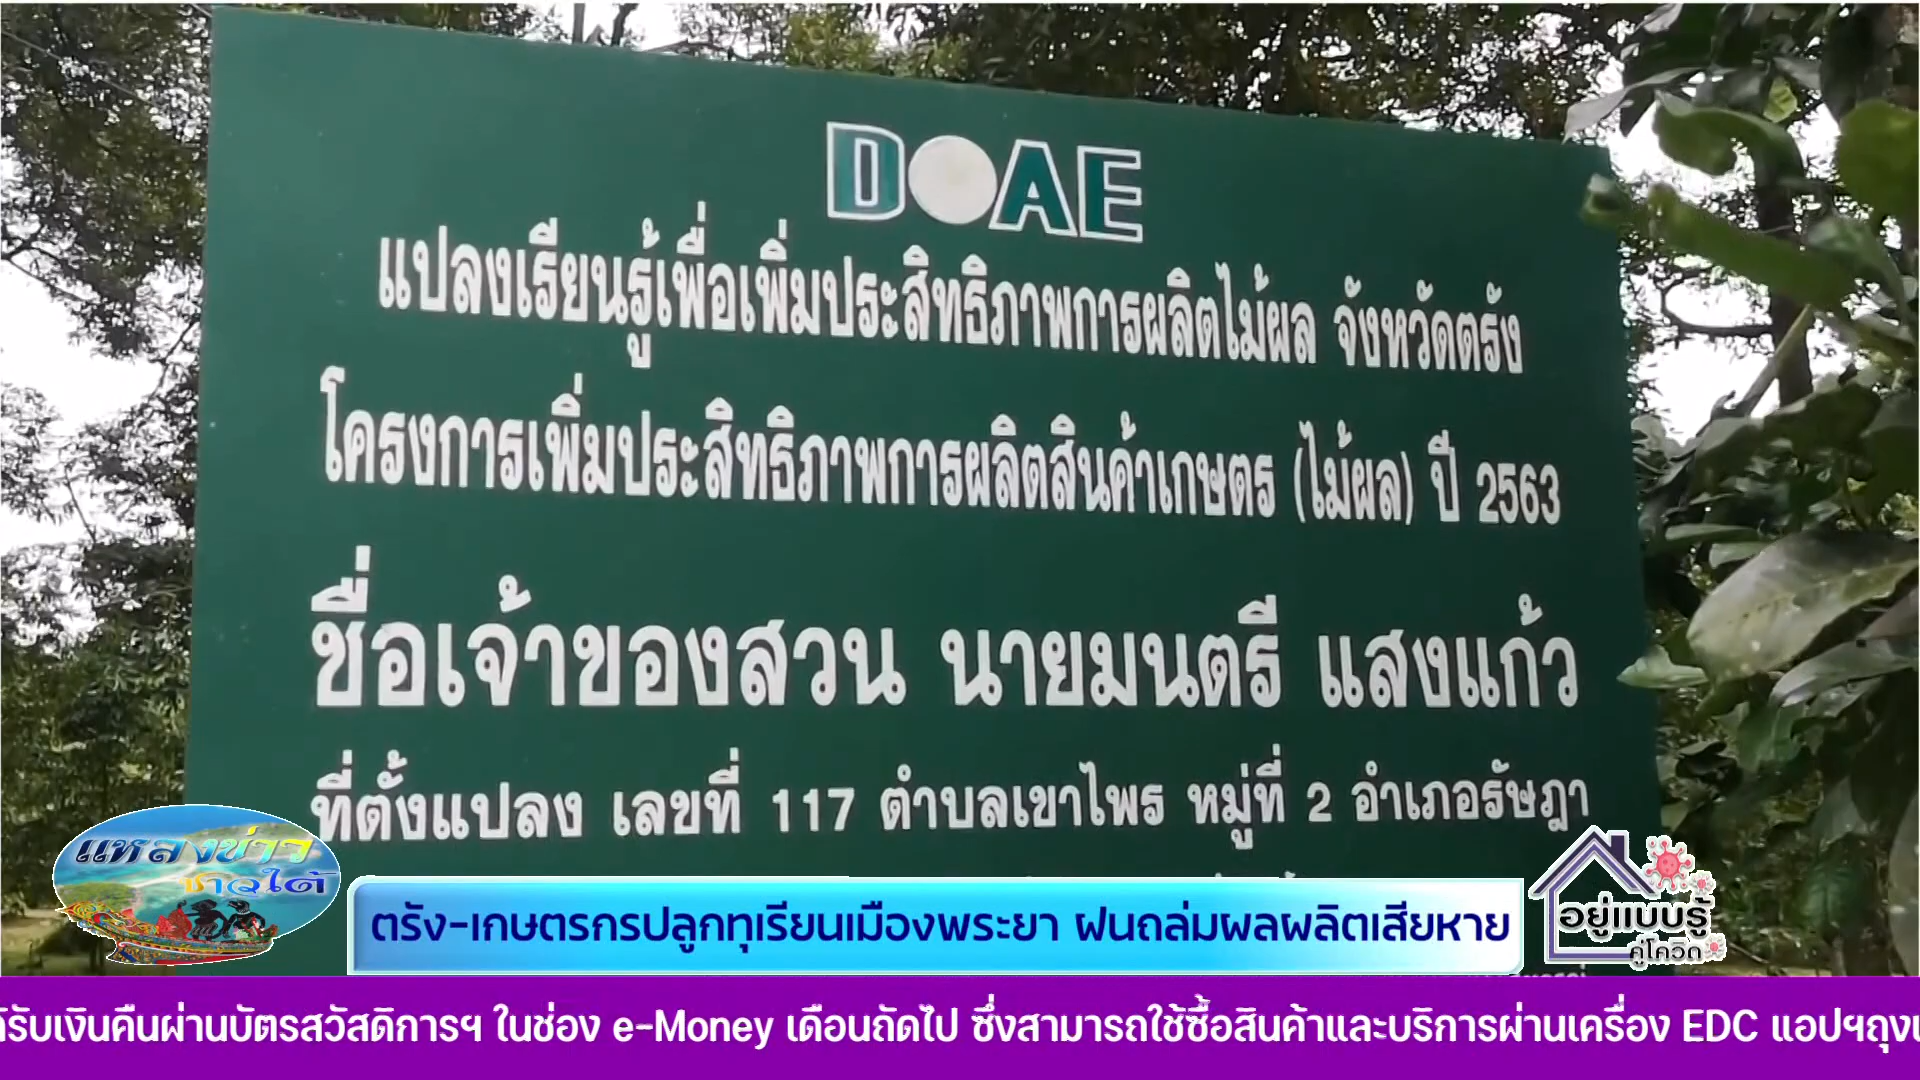 DOAE
แปลงเรียนรู้เพื่อเพิ่มประสิทธิภาพการผลิตไม้ผล จังหวัดตรัง
โครงการเพิ่มประสิทธิภาพการผลิตสินค้าเกษตร (ไม้ผล) ปี 2563
ชื่อเจ้าของสวน นายมนตรี แสงแก้ว
ที่ตั้งแปลง เลขที่ 117 ตำบลเขาไพร หมู่ที่ 2 อำเภอรัษฎา
แหลงข่าว
ชาวใต้
ตรัง-เกษตรกรปลูกทุเรียนเมืองพระยา ฝนถล่มผลผลิตเสียหาย
อยู่แบบรู้
คู่โควิด
รับเงินคืนผ่านบัตรสวัสดิการฯ ในช่อง e-Money เดือนถัดไป ซึ่งสามารถใช้ซื้อสินค้าและบริการผ่านเครื่อง EDC แอปฯถุง